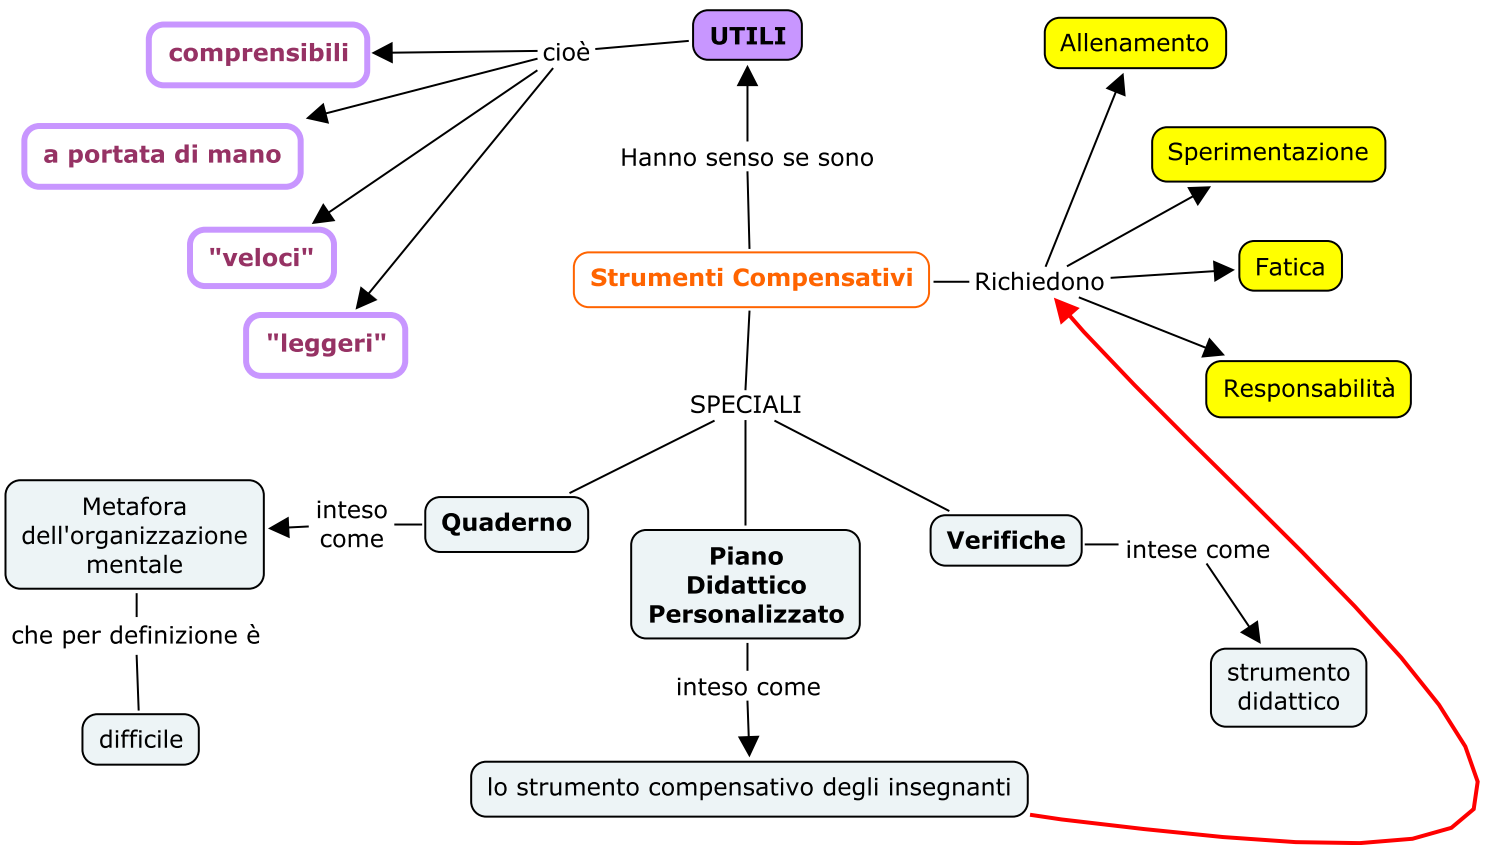 UTILI
cioè
comprensibili
a portata di mano
"veloci"
"leggeri"
Hanno senso se sono
Strumenti Compensativi
Richiedono
Allenamento
Sperimentazione
Fatica
Responsabilità
SPECIALI
Quaderno
inteso
come
Metafora
dell'organizzazione
mentale
che per definizione è
difficile
Piano
Didattico
Personalizzato
inteso come
lo strumento compensativo degli insegnanti
Verifiche
intese come
strumento
didattico